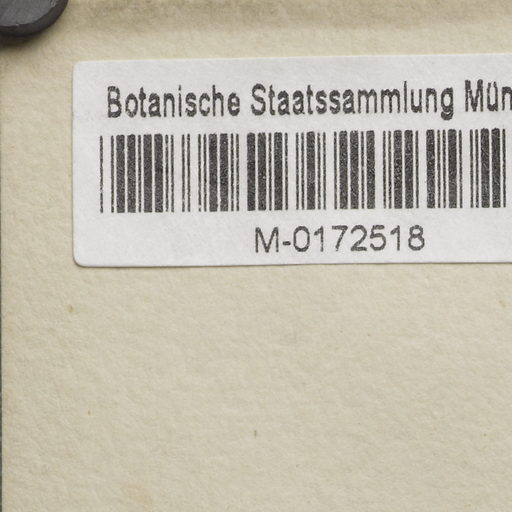 Botanische Staatssammlung Mün
M-0172518